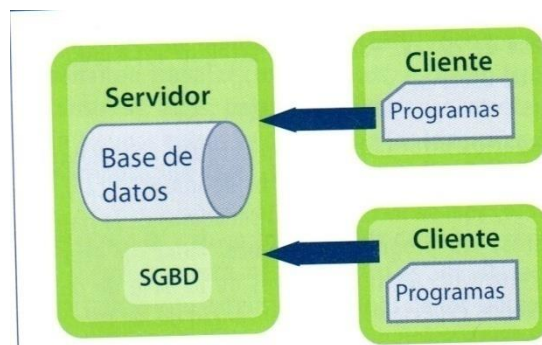 Servidor
Base de
datos
SGBD
Cliente
Programas
Cliente
Programas